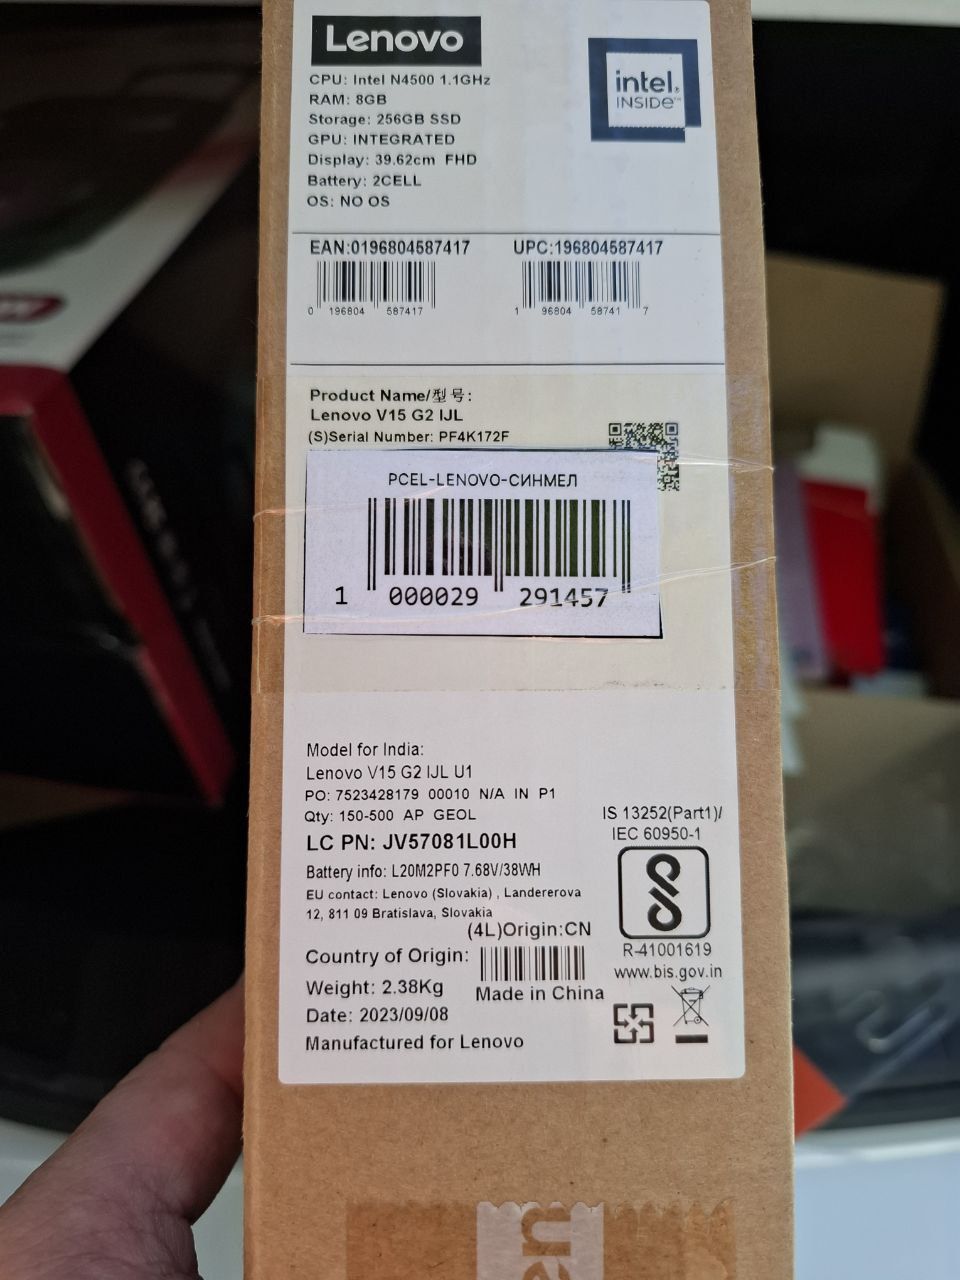 Lenovo
CPU: Intel N4500 1.1GHz
RAM: 8GB
Storage: 256GB SSD
GPU: INTEGRATED
Display: 39.62cm FHD
Battery: 2CELL
OS: NO OS
intel.
INSIDE™
EAN:0196804587417
UPC:196804587417
0 196804 587417
1 96804 58741 7
Product Name/型号:
Lenovo V15 G2 IJL
(S)Serial Number: PF4K172F
PCEL-LENOVO-СИНМЕЛ
1 000029 291457
Model for India:
Lenovo V15 G2 IJL U1
PO: 7523428179 00010 N/A IN P1
Qty: 150-500 AP GEOL
LC PN: JV57081L00H
Battery info: L20M2PF0 7.68V/38WH
EU contact: Lenovo (Slovakia) , Landererova
12, 811 09 Bratislava, Slovakia
(4L)Origin:CN
Country of Origin:
Made in China
Weight: 2.38Kg
Date: 2023/09/08
Manufactured for Lenovo
IS 13252(Part1)/
IEC 60950-1
R-41001619
www.bis.gov.in
en